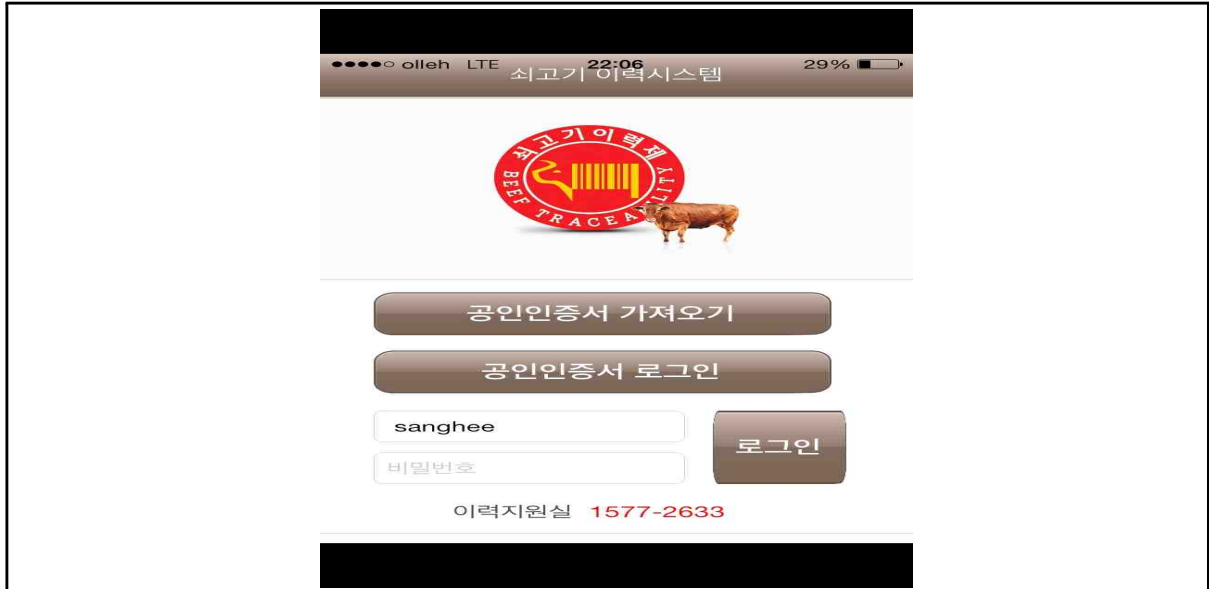 olleh LTE 22:06 29%
쇠고기 이력시스템
쇠고기이력제
BEEF TRACEABILITY
공인인증서 가져오기
공인인증서 로그인
sanghee
비밀번호
로그인
이력지원실 1577-2633